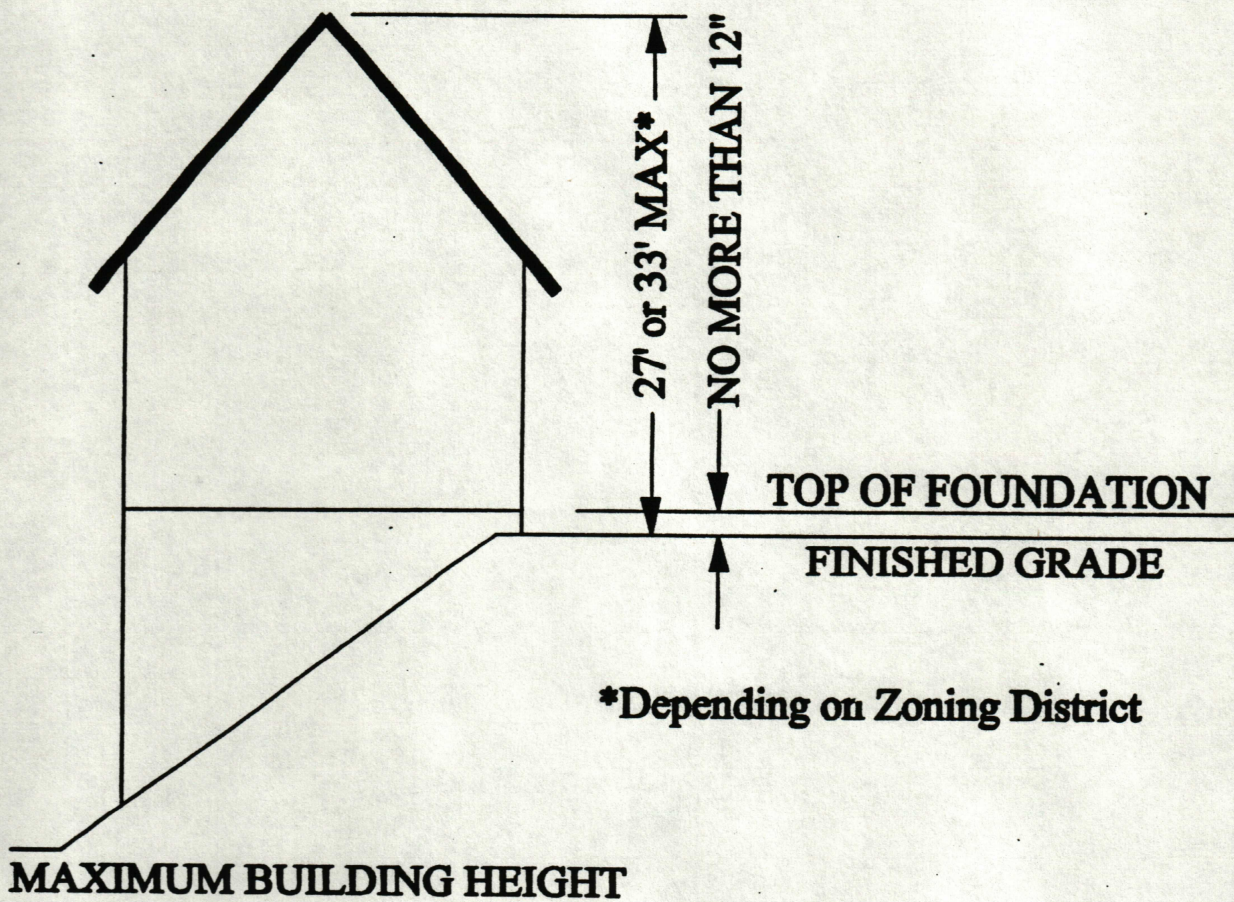 27' or 33' MAX*
NO MORE THAN 12"
TOP OF FOUNDATION
FINISHED GRADE
*Depending on Zoning District
MAXIMUM BUILDING HEIGHT